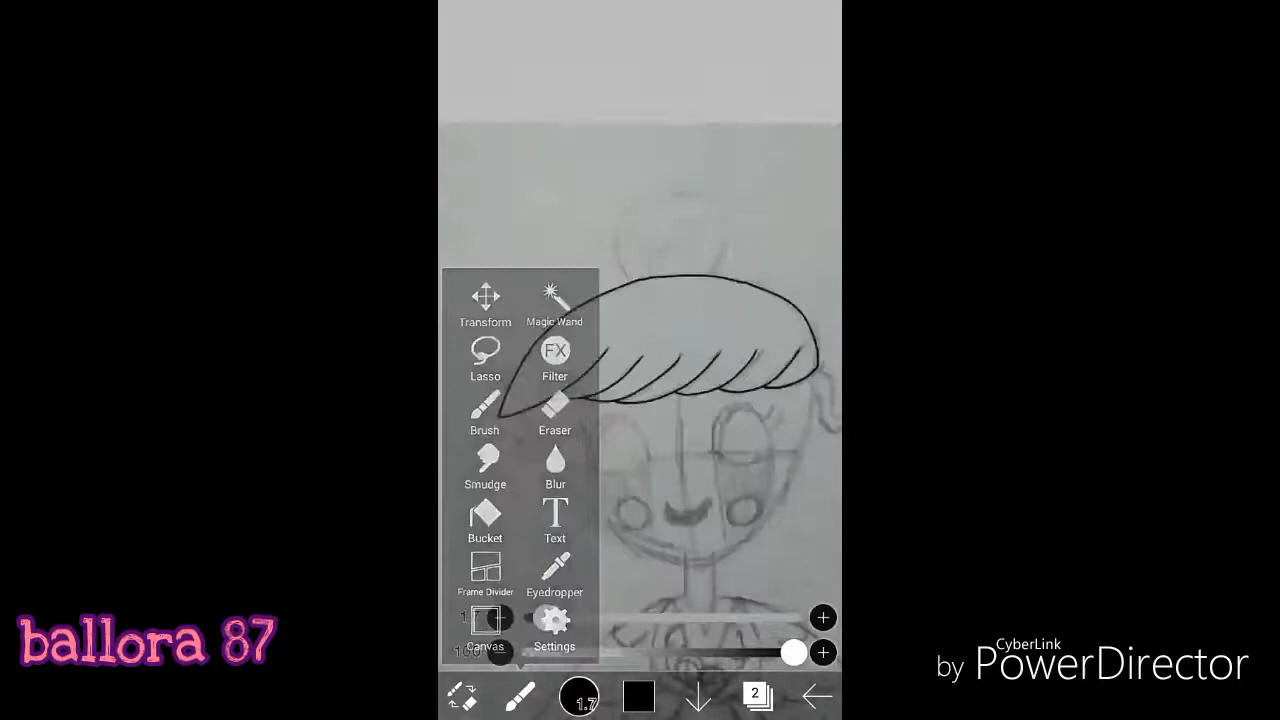 Transform Magic Wand
Lasso Filter
FX
Brush Eraser
Smudge Blur
Bucket Text
Frame Divider Eyedropper
Canvas Settings
1.7
2
ballora 87
CyberLink
by PowerDirector